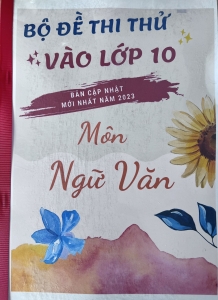 BỘ ĐỀ THI THỬ
VÀO LỚP 10
BẢN CẬP NHẬT
MỚI NHẤT NĂM 2023
Môn
Ngữ Văn